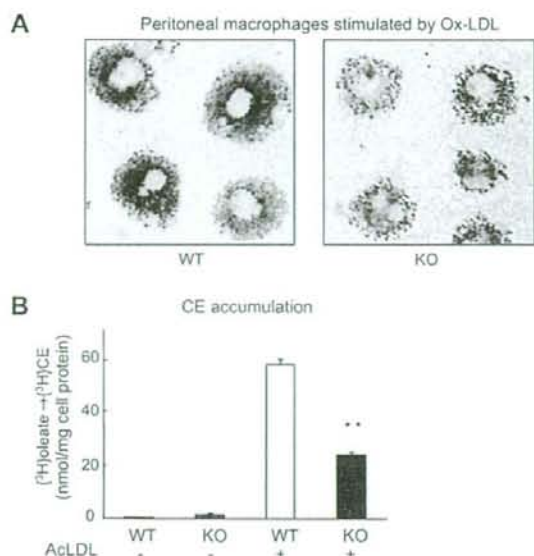 A
Peritoneal macrophages stimulated by Ox-LDL
WT KO
B
CE accumulation
[³H]oleate→[³H]CE
(nmol/mg cell protein)
60
40
20
0
WT KO WT KO
**
AcLDL - - + +